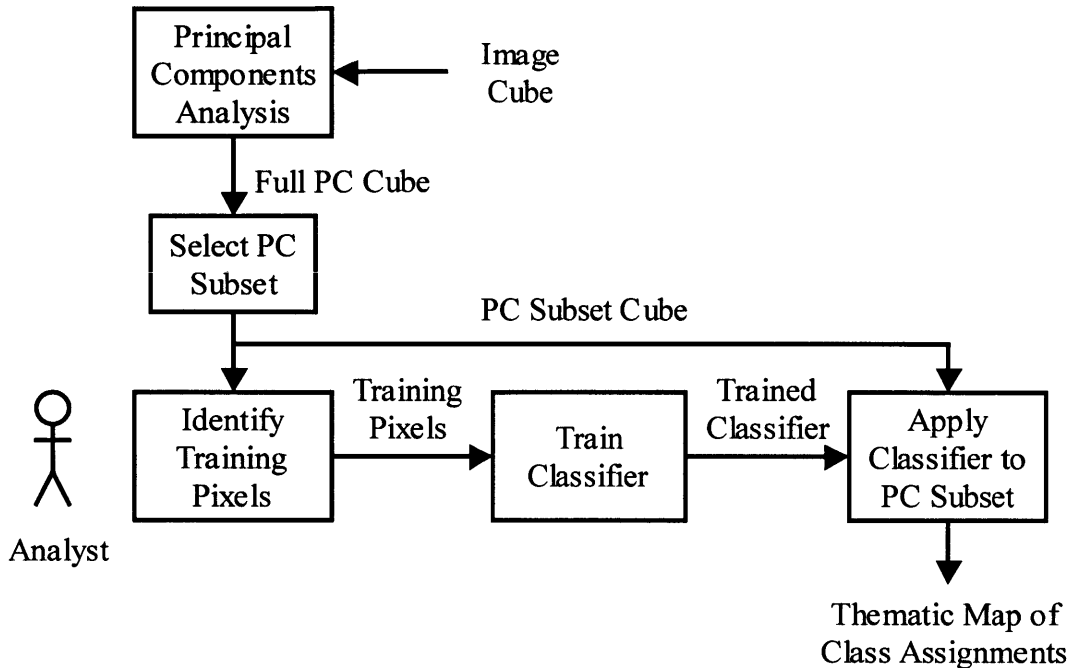 Principal
Components
Analysis
Image
Cube
Full PC Cube
Select PC
Subset
PC Subset Cube
Analyst
Identify
Training
Pixels
Training
Pixels
Train
Classifier
Trained
Classifier
Apply
Classifier to
PC Subset
Thematic Map of
Class Assignments